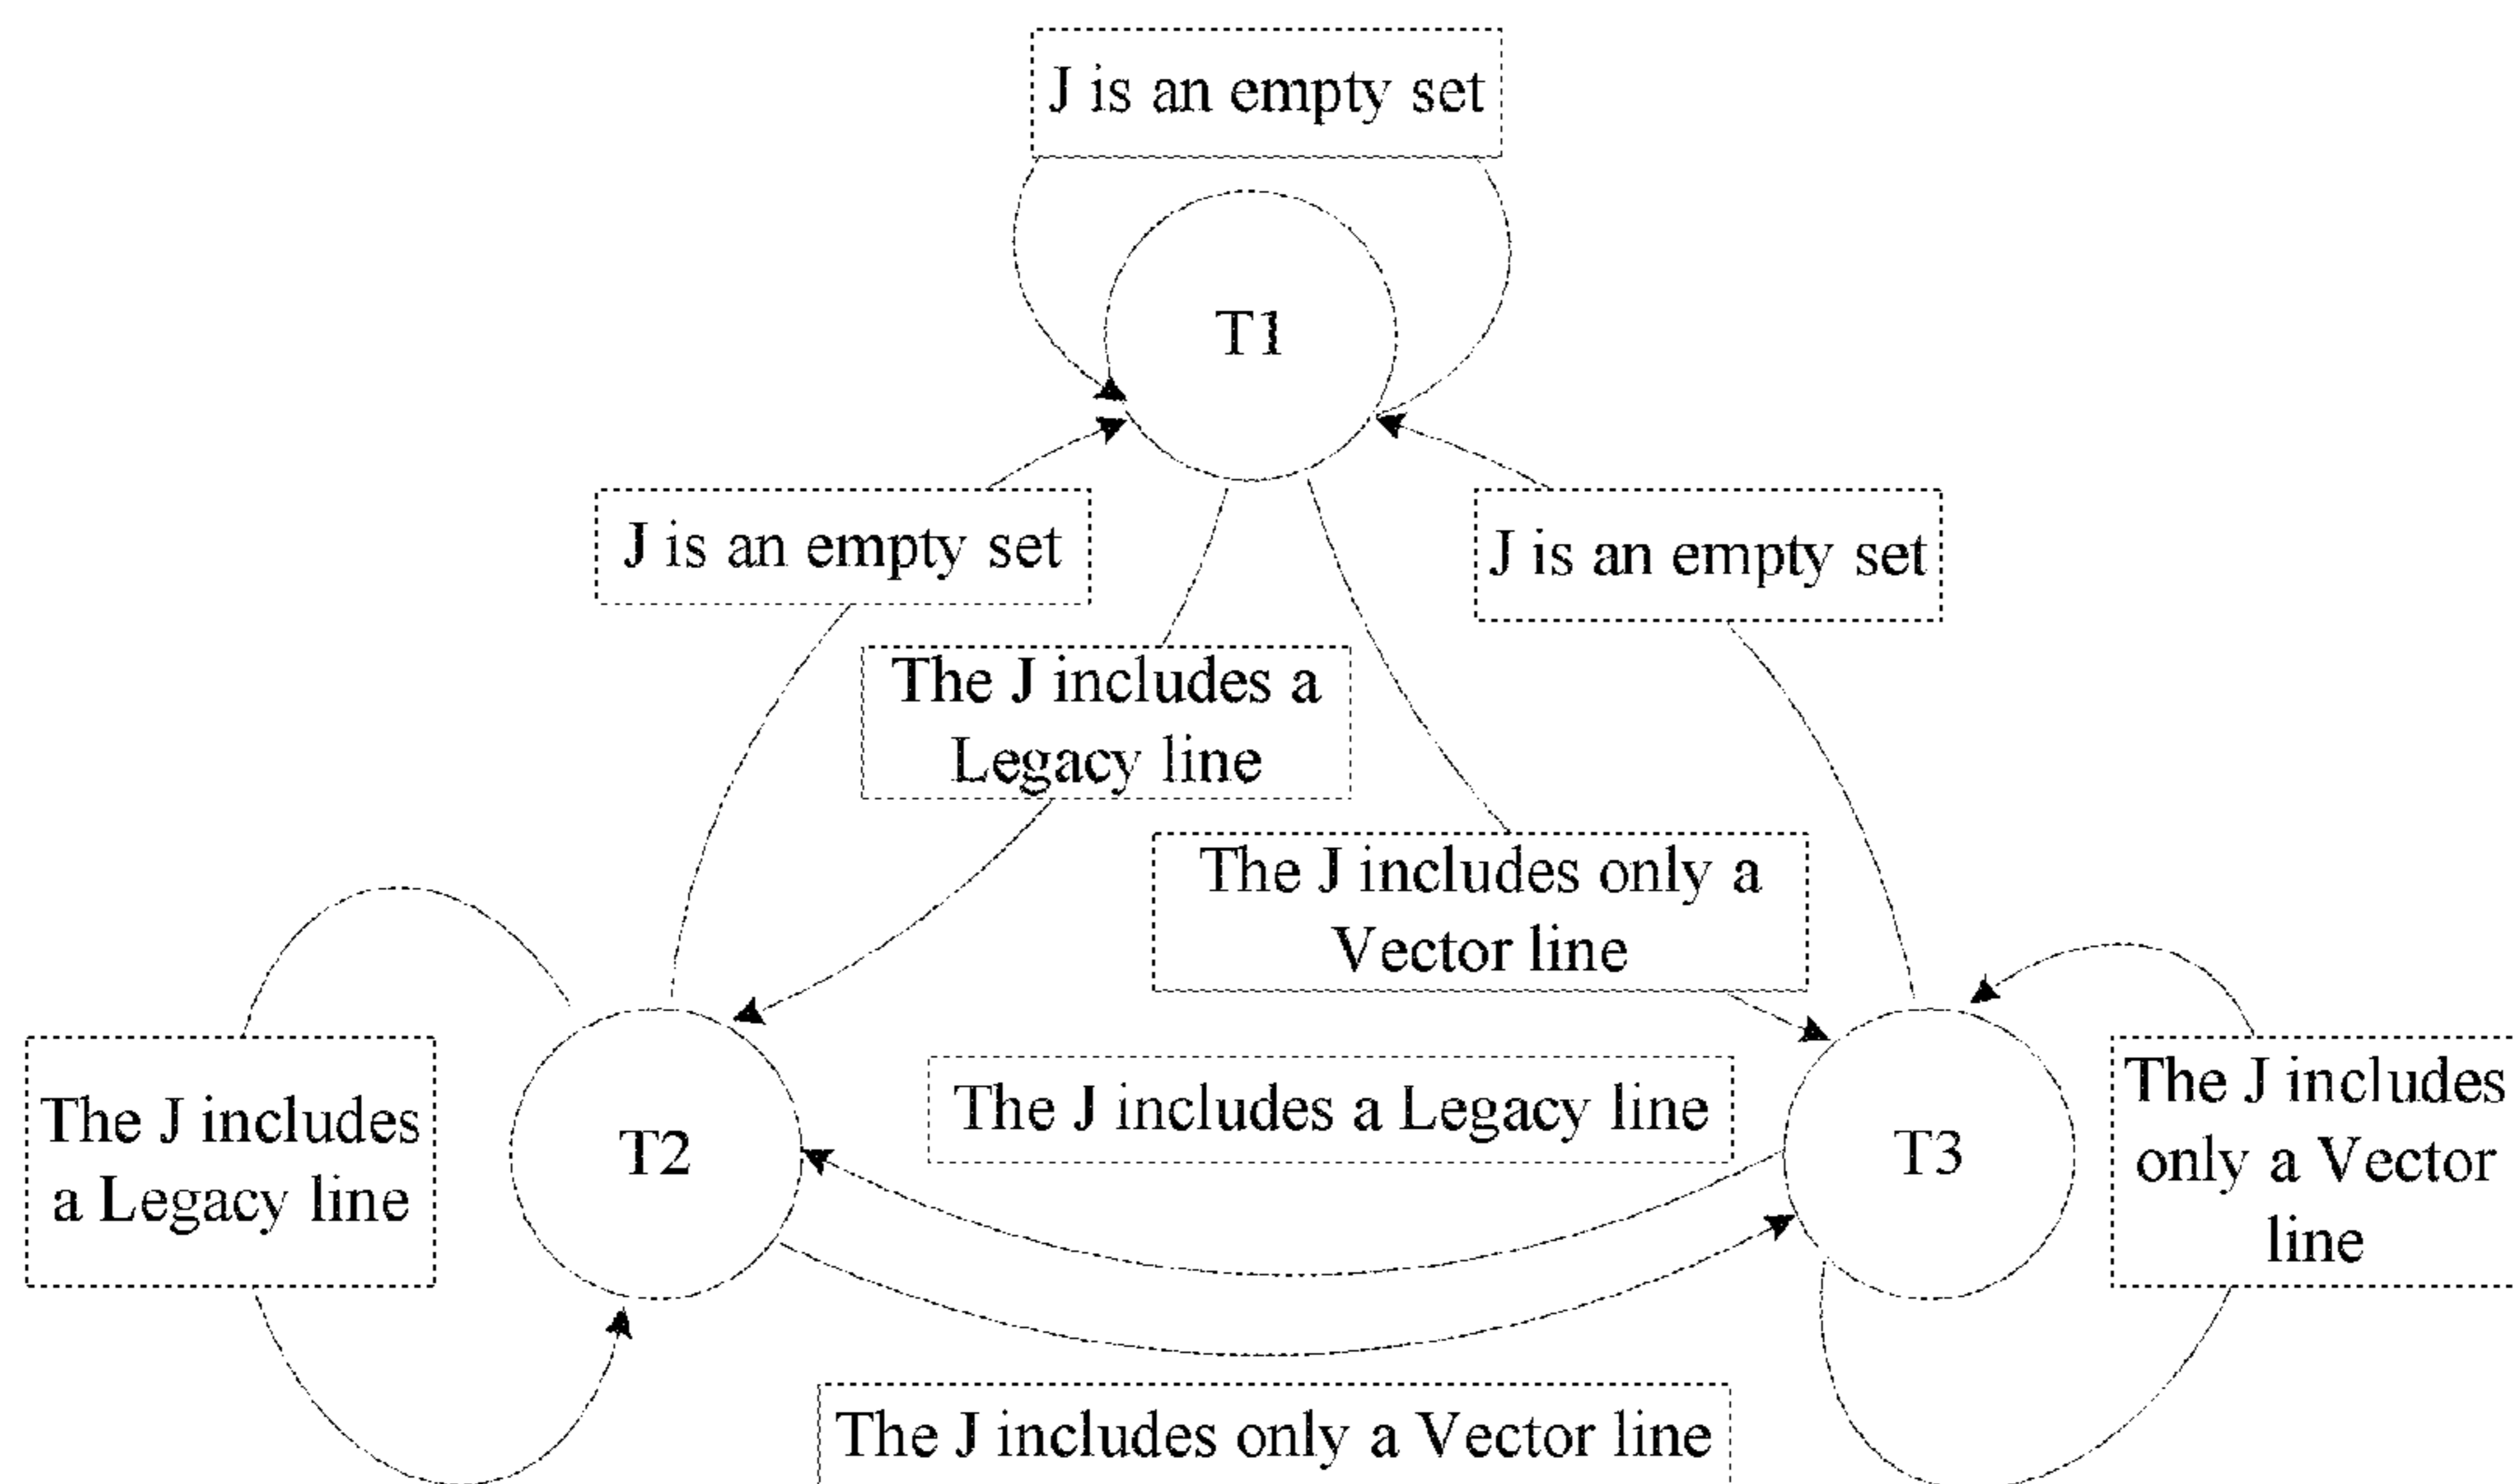 J is an empty set
T1
J is an empty set
J is an empty set
The J includes a
Legacy line
The J includes only a
Vector line
The J includes
a Legacy line
T2
The J includes a Legacy line
T3
The J includes
only a Vector
line
The J includes only a Vector line